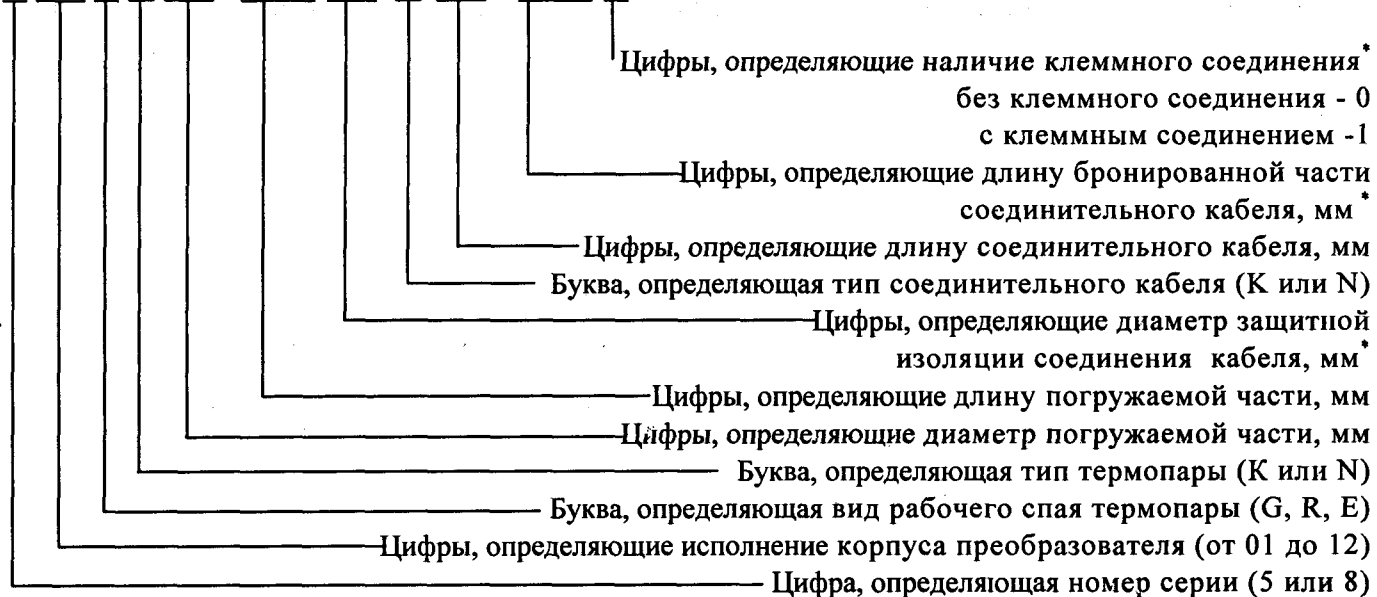 Цифры, определяющие наличие клеммного соединения*
без клеммного соединения - 0
с клеммным соединением -1
Цифры, определяющие длину бронированной части
соединительного кабеля, мм *
Цифры, определяющие длину соединительного кабеля, мм
Буква, определяющая тип соединительного кабеля (K или N)
Цифры, определяющие диаметр защитной
изоляции соединения кабеля, мм*
Цифры, определяющие длину погружаемой части, мм
Цифры, определяющие диаметр погружаемой части, мм
Буква, определяющая тип термопары (K или N)
Буква, определяющая вид рабочего спая термопары (G, R, E)
Цифры, определяющие исполнение корпуса преобразователя (от 01 до 12)
Цифра, определяющая номер серии (5 или 8)